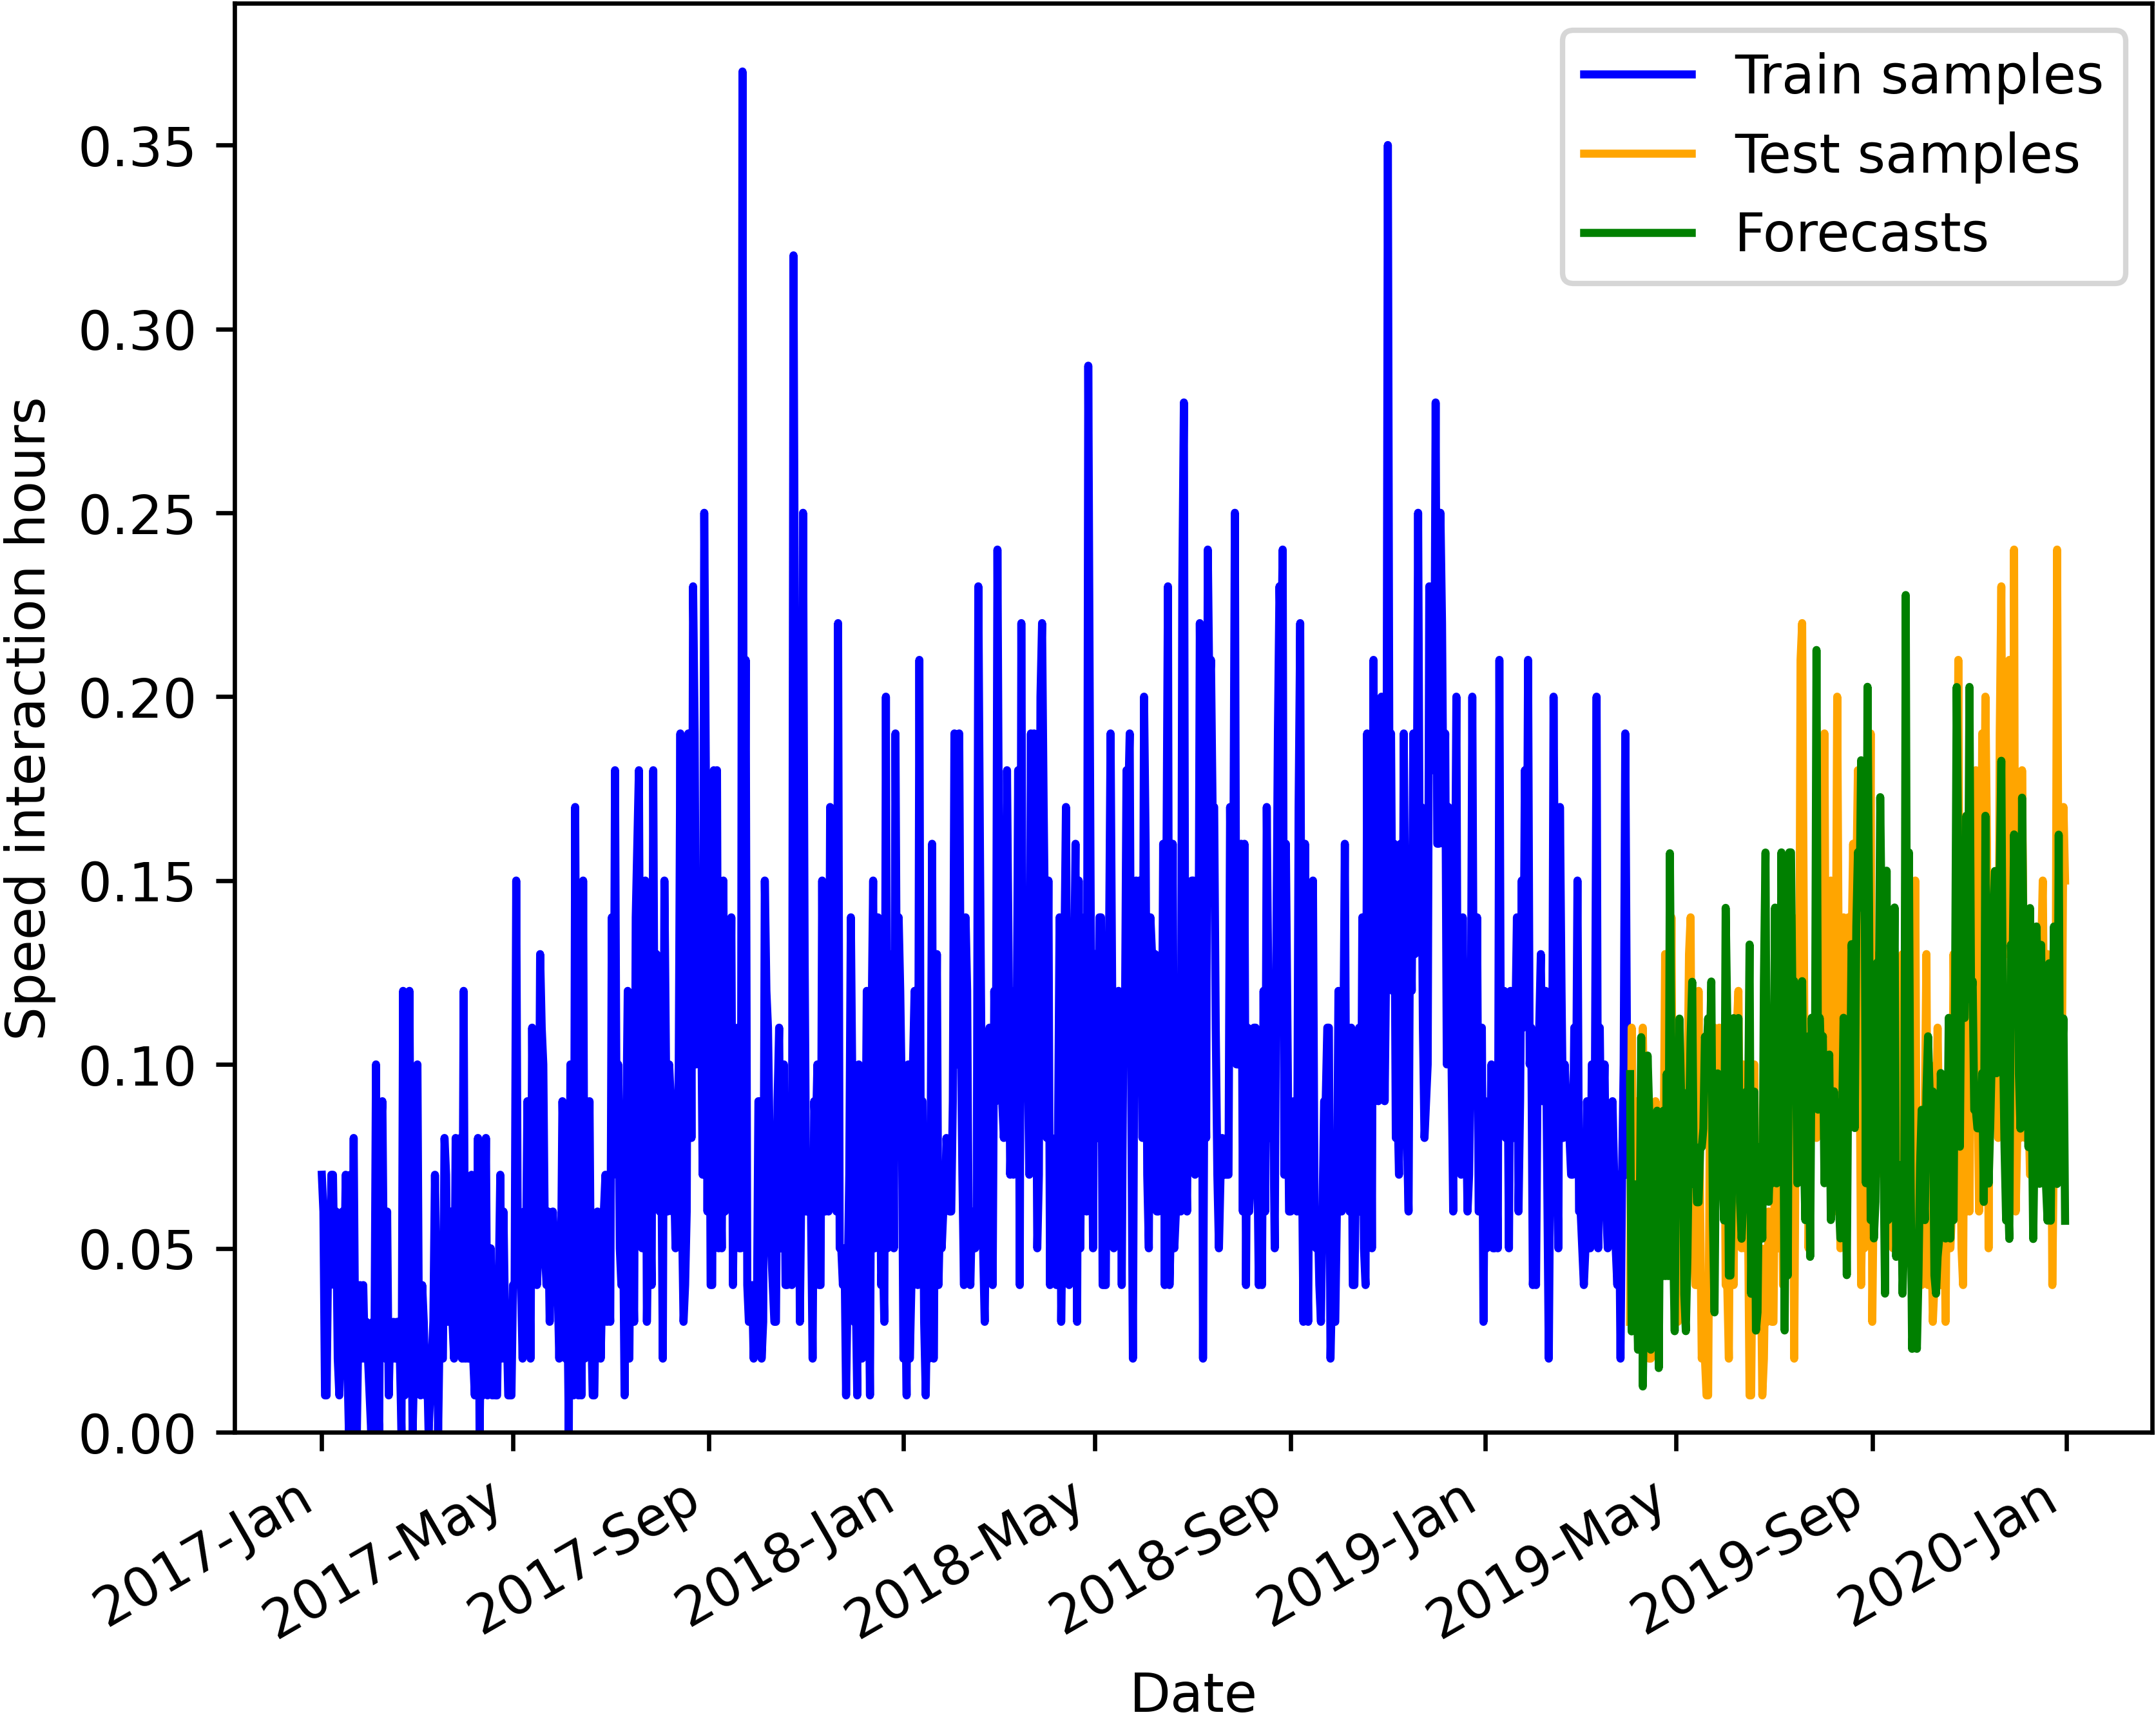 Train samples
Test samples
Forecasts
Speed interaction hours
0.35
0.30
0.25
0.20
0.15
0.10
0.05
0.00
2017-Jan
2017-May
2017-Sep
2018-Jan
2018-May
2018-Sep
2019-Jan
2019-May
2019-Sep
2020-Jan
Date